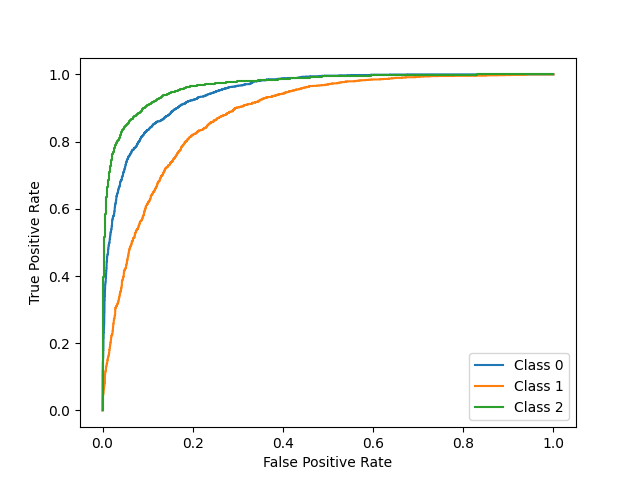 1.0
0.8
0.6
0.4
0.2
0.0
True Positive Rate
Class 0
Class 1
Class 2
0.0 0.2 0.4 0.6 0.8 1.0
False Positive Rate